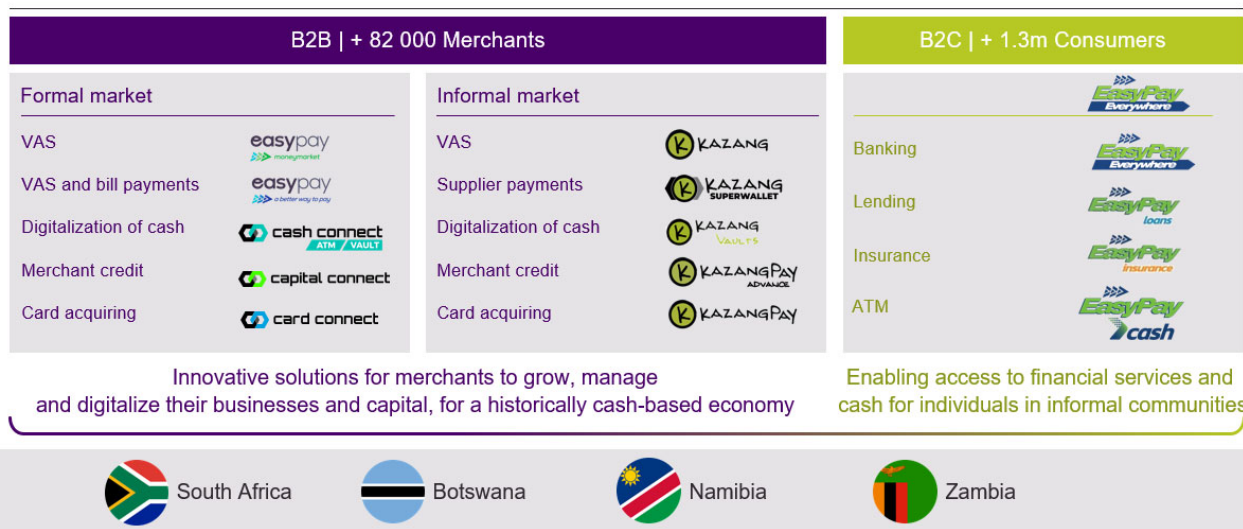 B2B | + 82 000 Merchants
Formal market
VAS
easypay
moneymarket
VAS and bill payments
easypay
a better way to pay
Digitalization of cash
cash connect
ATM / VAULT
Merchant credit
capital connect
Card acquiring
card connect
Informal market
VAS
K KAZANG
Supplier payments
K KAZANG
SUPERWALLET
Digitalization of cash
K KAZANG
VAULTS
Merchant credit
K KAZANGPAY
ADVANCE
Card acquiring
K KAZANGPAY
Innovative solutions for merchants to grow, manage
and digitalize their businesses and capital, for a historically cash-based economy
B2C | + 1.3m Consumers
EasyPay
Everywhere
Banking
EasyPay
Everywhere
Lending
EasyPay
loans
Insurance
EasyPay
insurance
ATM
EasyPay
cash
Enabling access to financial services and
cash for individuals in informal communities
South Africa
Botswana
Namibia
Zambia